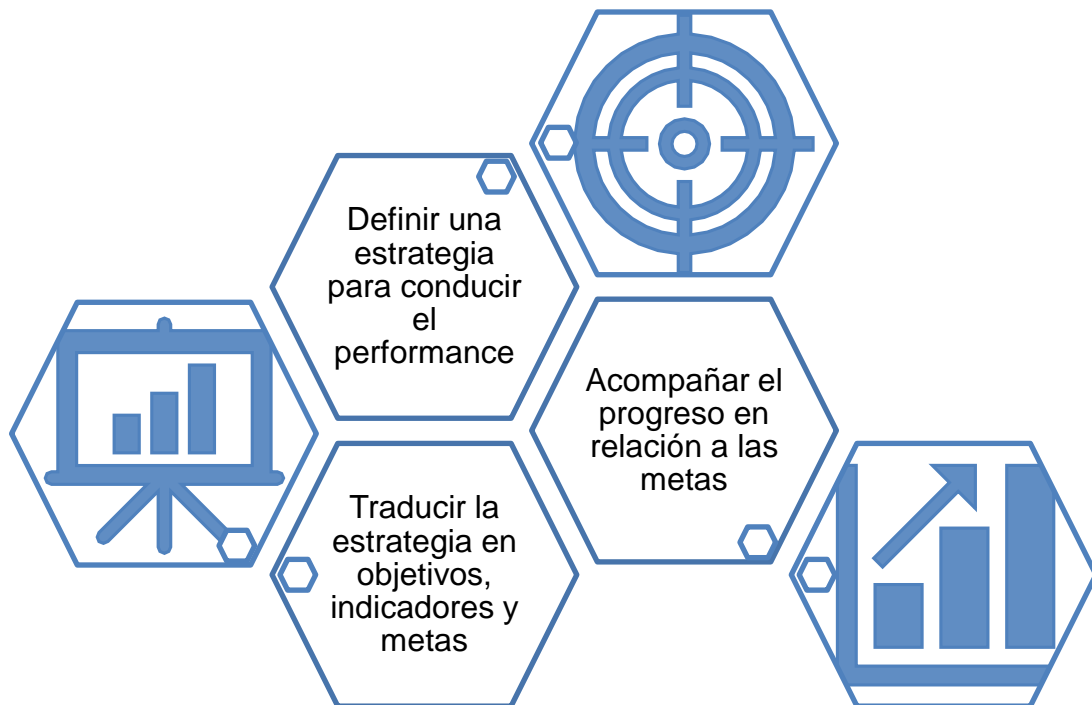 Definir una
estrategia
para conducir
el
performance
Traducir la
estrategia en
objetivos,
indicadores y
metas
Acompañar el
progreso en
relación a las
metas